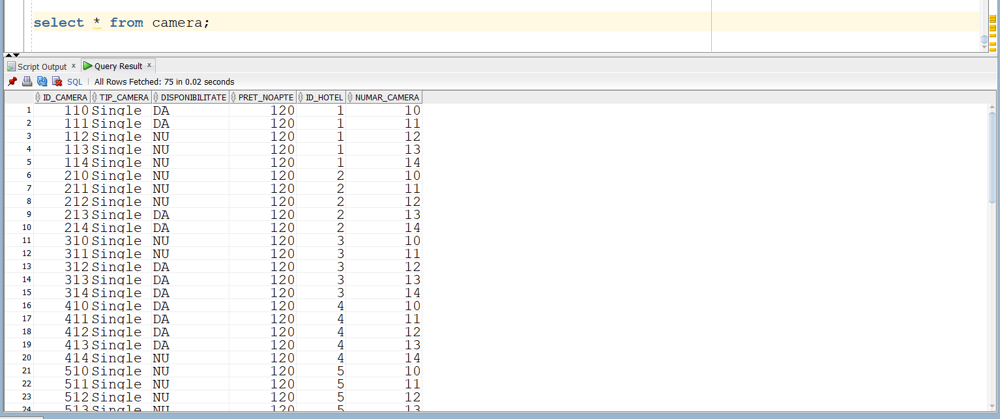 select * from camera;
Script Output x Query Result x
SQL | All Rows Fetched: 75 in 0.02 seconds
ID_CAMERA TIP_CAMERA DISPONIBILITATE PRET_NOAPTE ID_HOTEL NUMAR_CAMERA
1 110 Single DA 120 1 10
2 111 Single DA 120 1 11
3 112 Single NU 120 1 12
4 113 Single NU 120 1 13
5 114 Single NU 120 1 14
6 210 Single NU 120 2 10
7 211 Single NU 120 2 11
8 212 Single NU 120 2 12
9 213 Single DA 120 2 13
10 214 Single DA 120 2 14
11 310 Single NU 120 3 10
12 311 Single NU 120 3 11
13 312 Single DA 120 3 12
14 313 Single DA 120 3 13
15 314 Single DA 120 3 14
16 410 Single DA 120 4 10
17 411 Single DA 120 4 11
18 412 Single DA 120 4 12
19 413 Single DA 120 4 13
20 414 Single NU 120 4 14
21 510 Single NU 120 5 10
22 511 Single NU 120 5 11
23 512 Single NU 120 5 12
24 513 Single NU 120 5 13